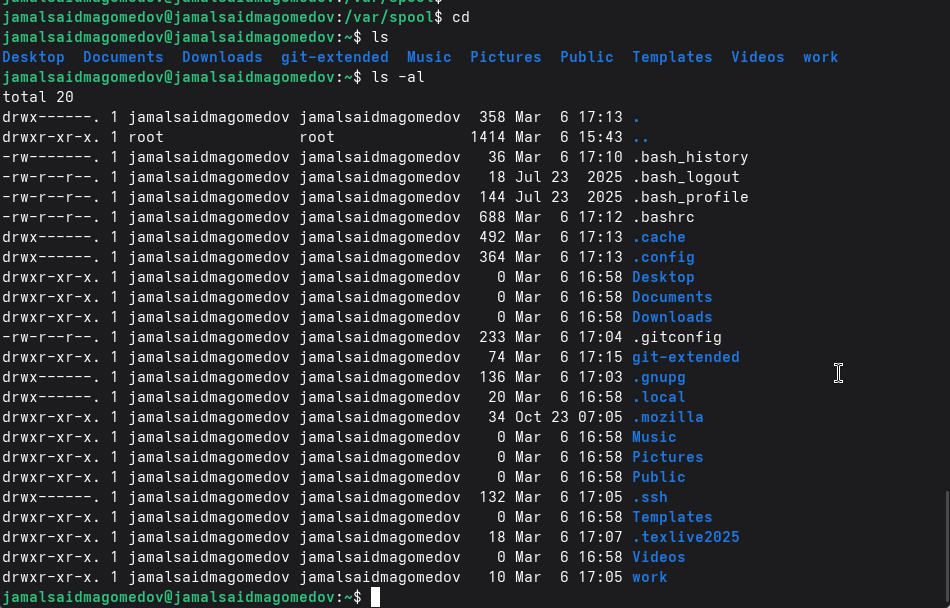 jamalsaidmagomedov@jamalsaidmagomedov:/var/spool$ cd
jamalsaidmagomedov@jamalsaidmagomedov:~$ ls
Desktop  Documents  Downloads  git-extended  Music  Pictures  Public  Templates  Videos  work
jamalsaidmagomedov@jamalsaidmagomedov:~$ ls -al
total 20
drwx------. 1 jamalsaidmagomedov jamalsaidmagomedov  358 Mar  6 17:13 .
drwxr-xr-x. 1 root               root               1414 Mar  6 15:43 ..
-rw-------. 1 jamalsaidmagomedov jamalsaidmagomedov   36 Mar  6 17:10 .bash_history
-rw-r--r--. 1 jamalsaidmagomedov jamalsaidmagomedov   18 Jul 23  2025 .bash_logout
-rw-r--r--. 1 jamalsaidmagomedov jamalsaidmagomedov  144 Jul 23  2025 .bash_profile
-rw-r--r--. 1 jamalsaidmagomedov jamalsaidmagomedov  688 Mar  6 17:12 .bashrc
drwx------. 1 jamalsaidmagomedov jamalsaidmagomedov  492 Mar  6 17:13 .cache
drwx------. 1 jamalsaidmagomedov jamalsaidmagomedov  364 Mar  6 17:13 .config
drwxr-xr-x. 1 jamalsaidmagomedov jamalsaidmagomedov    0 Mar  6 16:58 Desktop
drwxr-xr-x. 1 jamalsaidmagomedov jamalsaidmagomedov    0 Mar  6 16:58 Documents
drwxr-xr-x. 1 jamalsaidmagomedov jamalsaidmagomedov    0 Mar  6 16:58 Downloads
-rw-r--r--. 1 jamalsaidmagomedov jamalsaidmagomedov  233 Mar  6 17:04 .gitconfig
drwxr-xr-x. 1 jamalsaidmagomedov jamalsaidmagomedov   74 Mar  6 17:15 git-extended
drwx------. 1 jamalsaidmagomedov jamalsaidmagomedov  136 Mar  6 17:03 .gnupg
drwx------. 1 jamalsaidmagomedov jamalsaidmagomedov   20 Mar  6 16:58 .local
drwxr-xr-x. 1 jamalsaidmagomedov jamalsaidmagomedov   34 Oct 23 07:05 .mozilla
drwxr-xr-x. 1 jamalsaidmagomedov jamalsaidmagomedov    0 Mar  6 16:58 Music
drwxr-xr-x. 1 jamalsaidmagomedov jamalsaidmagomedov    0 Mar  6 16:58 Pictures
drwxr-xr-x. 1 jamalsaidmagomedov jamalsaidmagomedov    0 Mar  6 16:58 Public
drwx------. 1 jamalsaidmagomedov jamalsaidmagomedov  132 Mar  6 17:05 .ssh
drwxr-xr-x. 1 jamalsaidmagomedov jamalsaidmagomedov    0 Mar  6 16:58 Templates
drwxr-xr-x. 1 jamalsaidmagomedov jamalsaidmagomedov   18 Mar  6 17:07 .texlive2025
drwxr-xr-x. 1 jamalsaidmagomedov jamalsaidmagomedov    0 Mar  6 16:58 Videos
drwxr-xr-x. 1 jamalsaidmagomedov jamalsaidmagomedov   10 Mar  6 17:05 work
jamalsaidmagomedov@jamalsaidmagomedov:~$